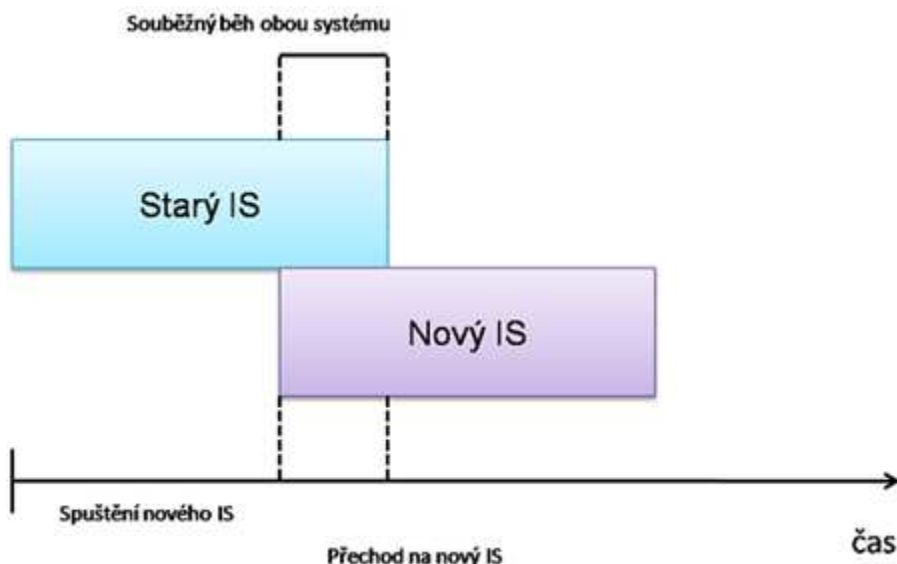 Souběžný běh obou systému
Starý IS
Nový IS
Spuštění nového IS
čas
Přechod na nový IS